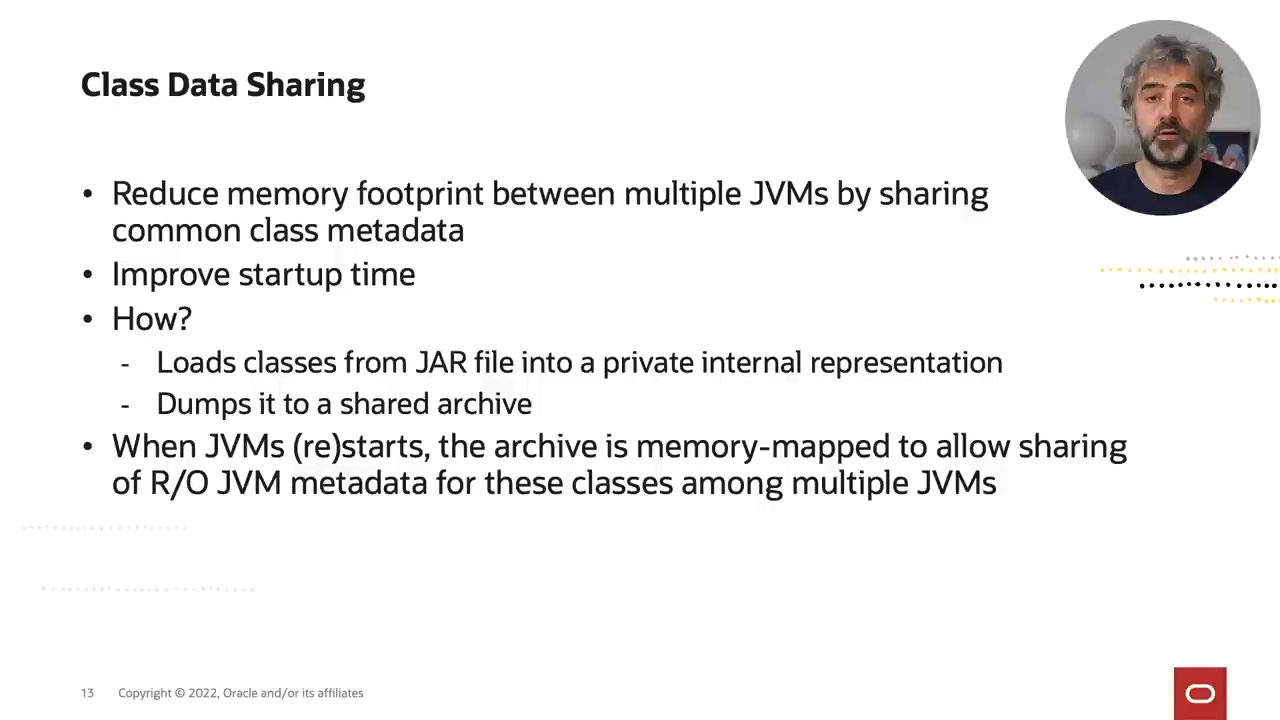 Class Data Sharing
• Reduce memory footprint between multiple JVMs by sharing
common class metadata
• Improve startup time
• How?
- Loads classes from JAR file into a private internal representation
- Dumps it to a shared archive
• When JVMs (re)starts, the archive is memory-mapped to allow sharing
of R/O JVM metadata for these classes among multiple JVMs
13 Copyright © 2022, Oracle and/or its affiliates